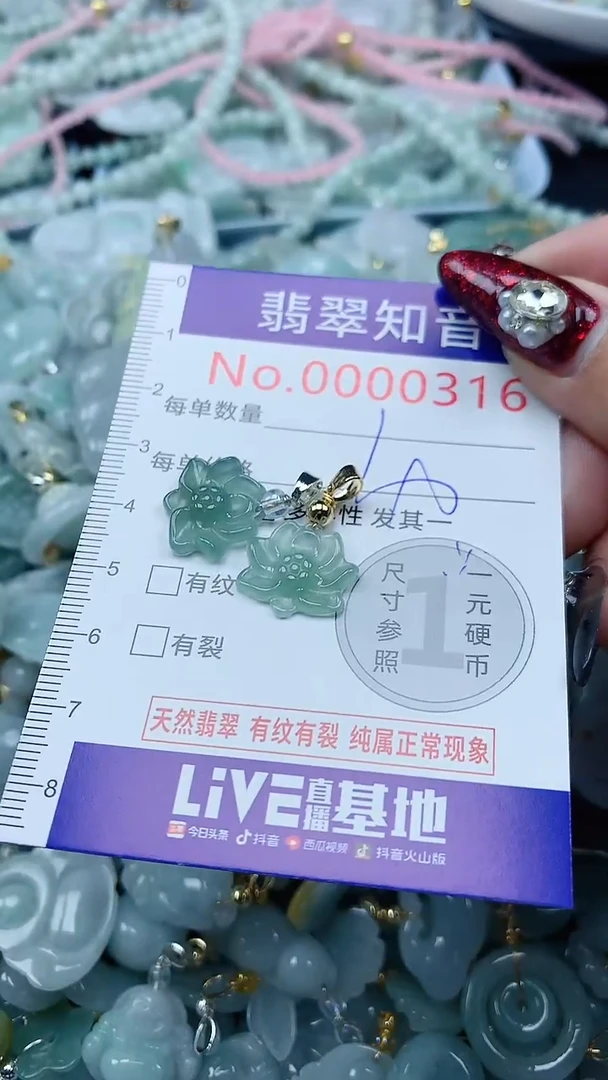 0
1
2
3
4
5
6
7
8
翡翠知音
No.0000316
每单数量
每单
性 发其一
有纹
有裂
尺寸参照
1
一元硬币
天然翡翠 有纹有裂 纯属正常现象
LiVE直播基地
今日头条 抖音 西瓜视频 抖音火山版